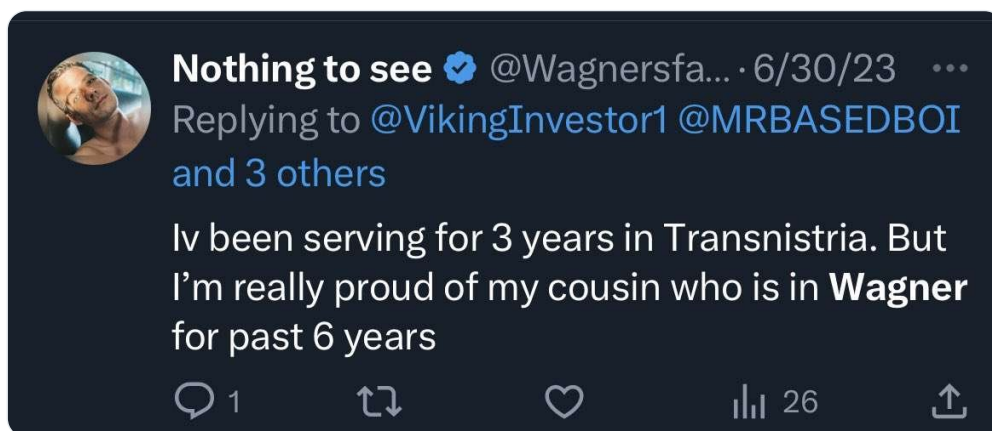 Nothing to see @Wagnersfa... · 6/30/23
Replying to @VikingInvestor1 @MRBASEDBOI
and 3 others
Iv been serving for 3 years in Transnistria. But
I'm really proud of my cousin who is in Wagner
for past 6 years
1 26